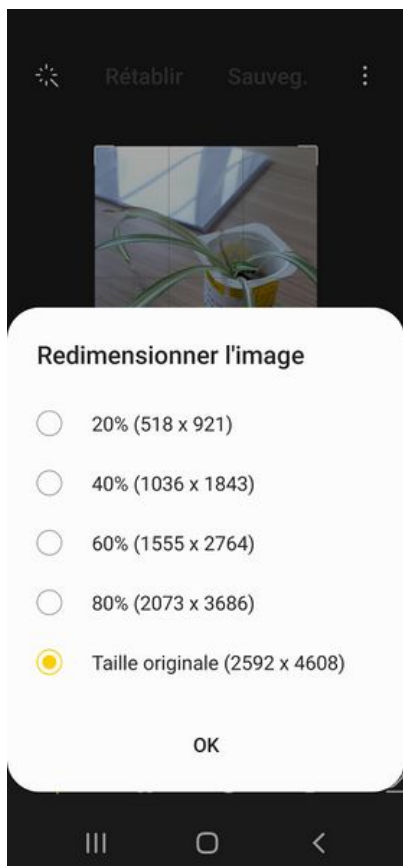 Rétablir Sauveg.
Redimensionner l'image
20% (518 x 921)
40% (1036 x 1843)
60% (1555 x 2764)
80% (2073 x 3686)
Taille originale (2592 x 4608)
OK